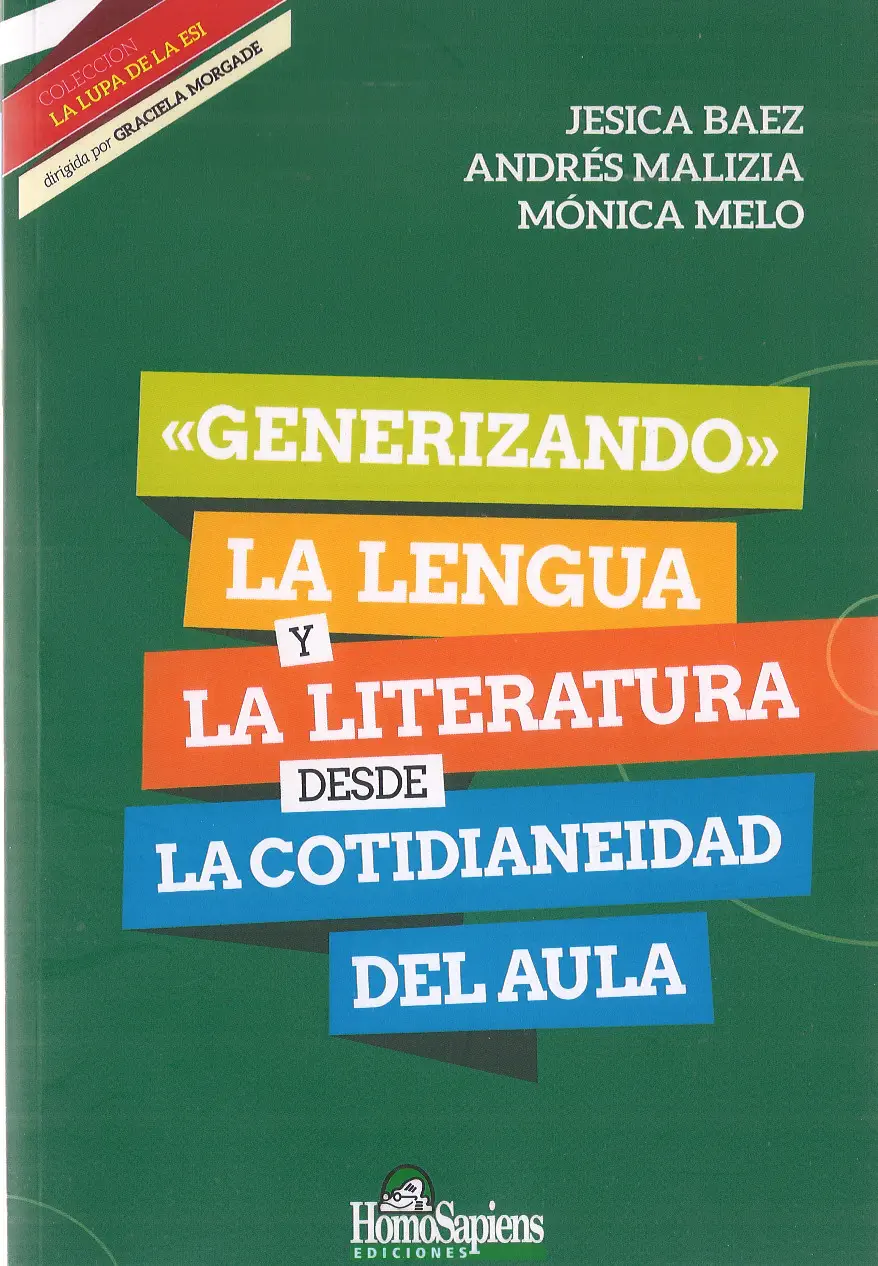 COLECCIÓN
LA LUPA DE LA ESI
dirigida por GRACIELA MORGADE
JESICA BAEZ
ANDRÉS MALIZIA
MÓNICA MELO
«GENERIZANDO»
LA LENGUA
Y
LA LITERATURA
DESDE
LA COTIDIANEIDAD
DEL AULA
HomoSapiens
EDICIONES